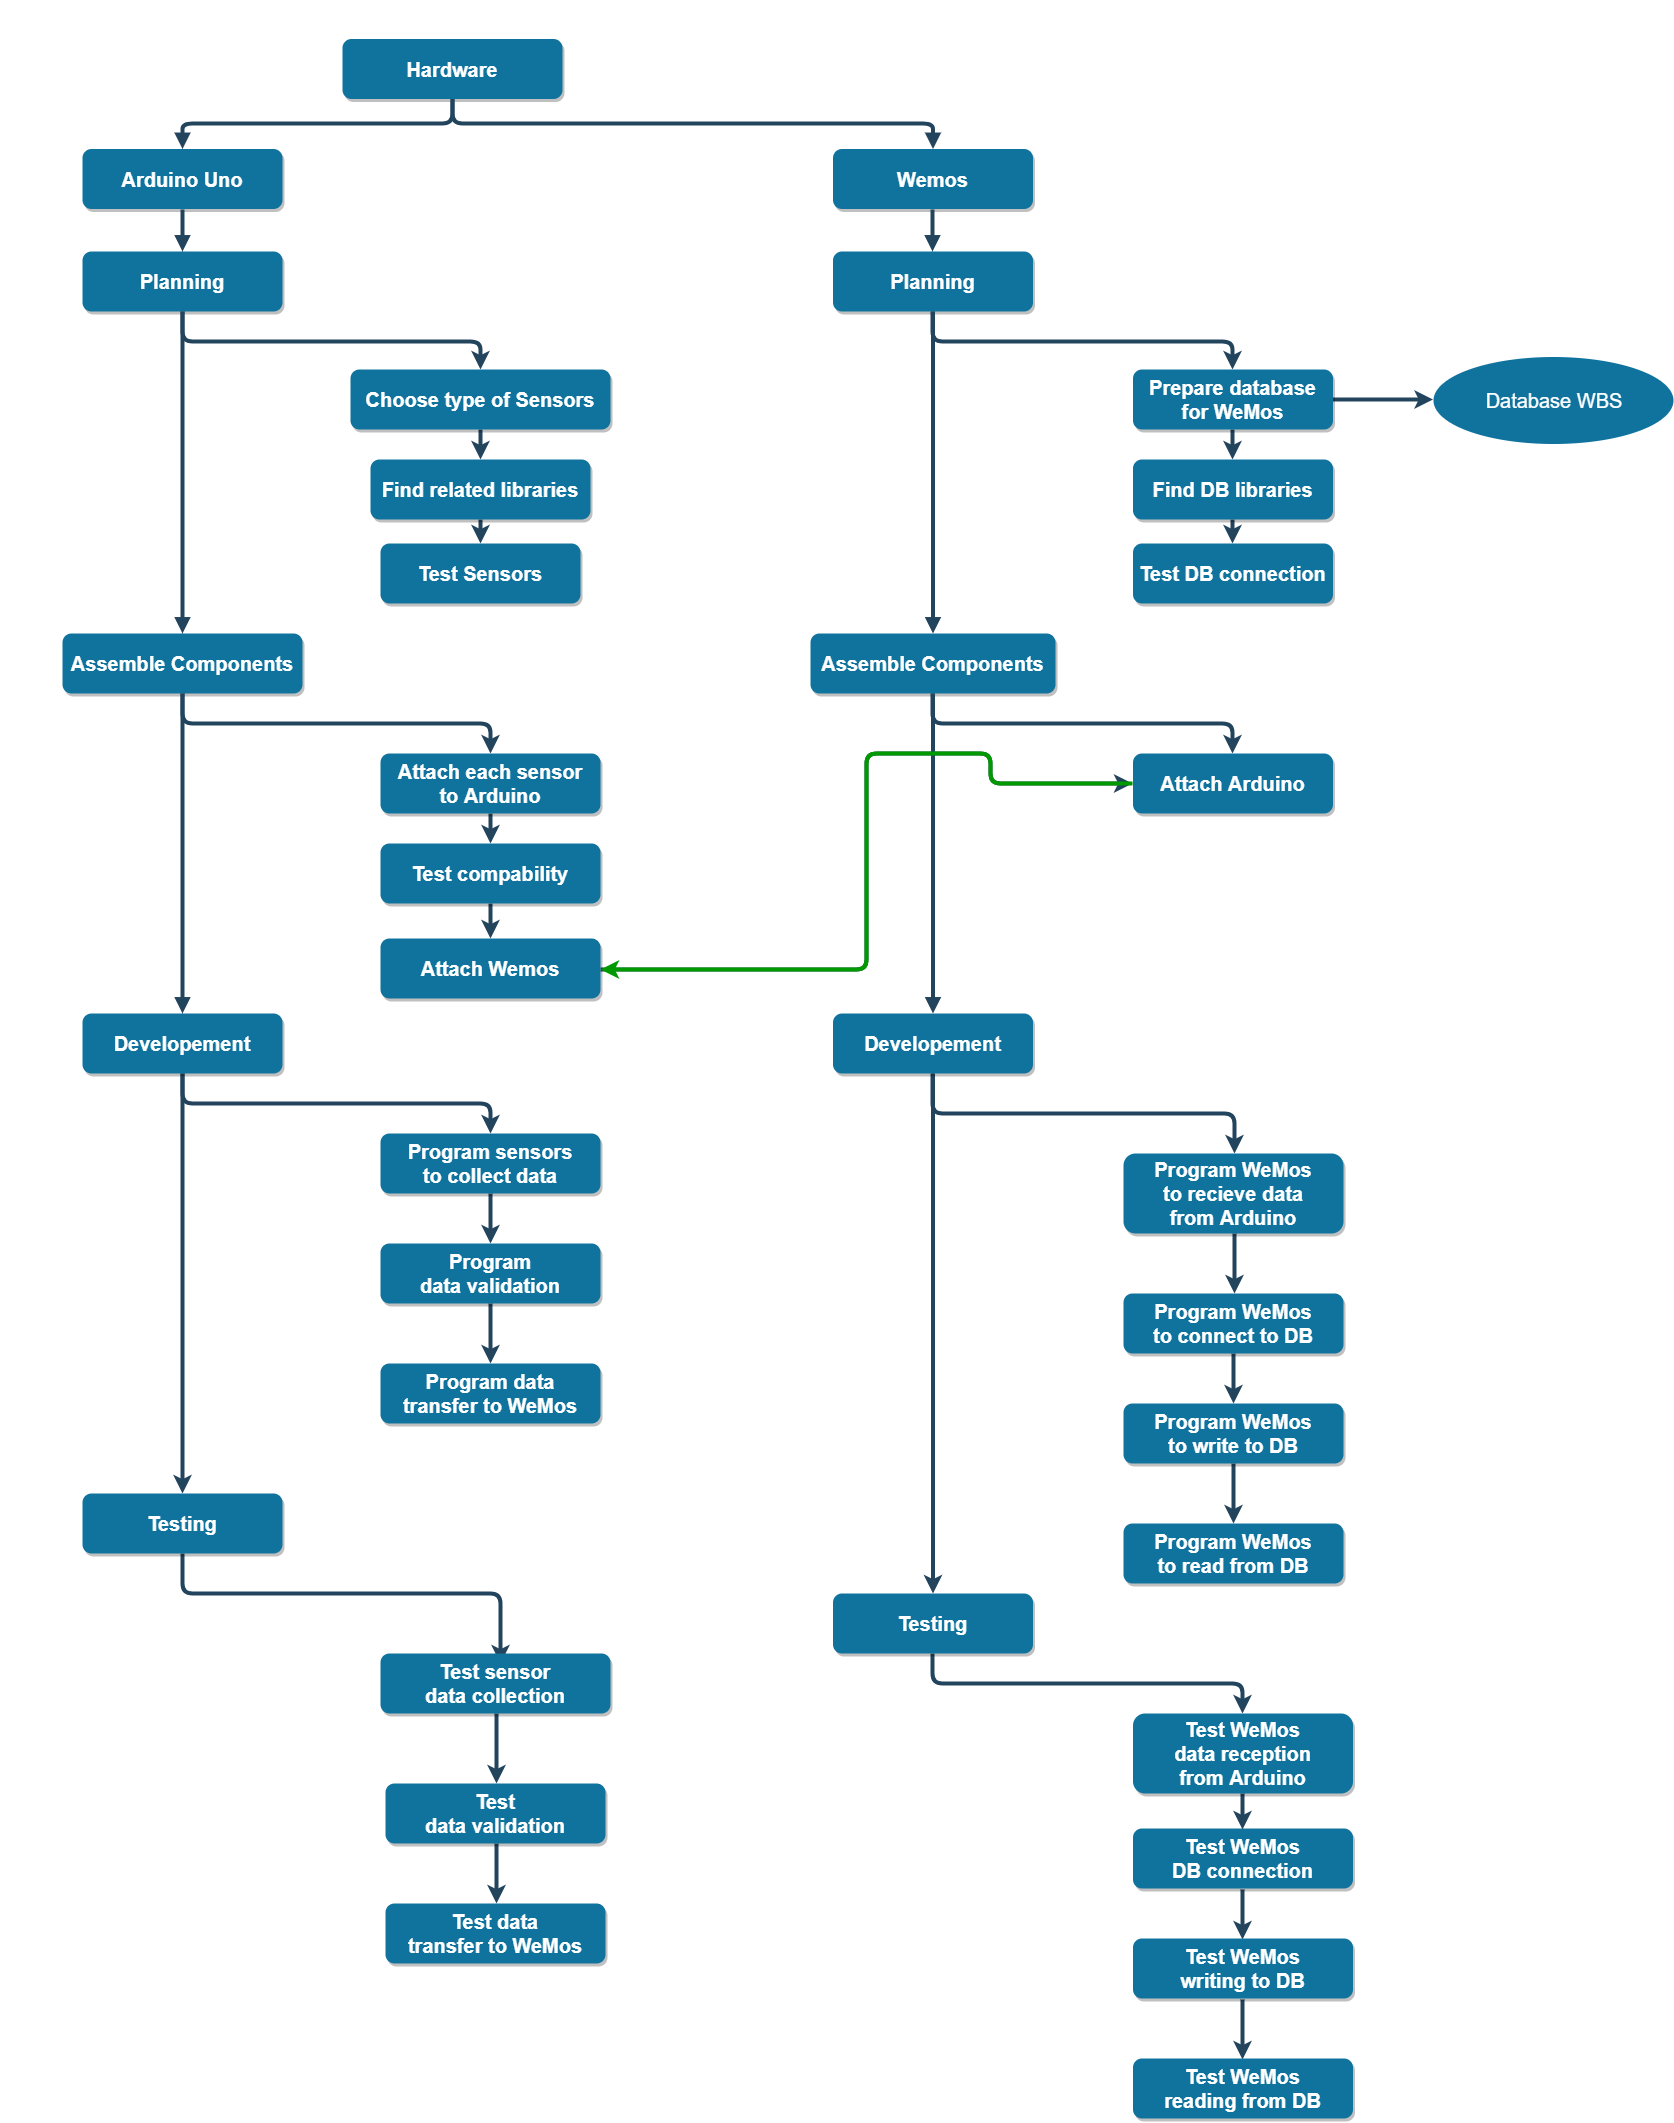 Hardware
Arduino Uno
Wemos
Planning
Planning
Choose type of Sensors
Prepare database
for WeMos
Database WBS
Find related libraries
Find DB libraries
Test Sensors
Test DB connection
Assemble Components
Assemble Components
Attach each sensor
to Arduino
Attach Arduino
Test compability
Attach Wemos
Developement
Developement
Program sensors
to collect data
Program WeMos
to recieve data
from Arduino
Program
data validation
Program WeMos
to connect to DB
Program data
transfer to WeMos
Program WeMos
to write to DB
Testing
Program WeMos
to read from DB
Testing
Test sensor
data collection
Test WeMos
data reception
from Arduino
Test
data validation
Test WeMos
DB connection
Test data
transfer to WeMos
Test WeMos
writing to DB
Test WeMos
reading from DB